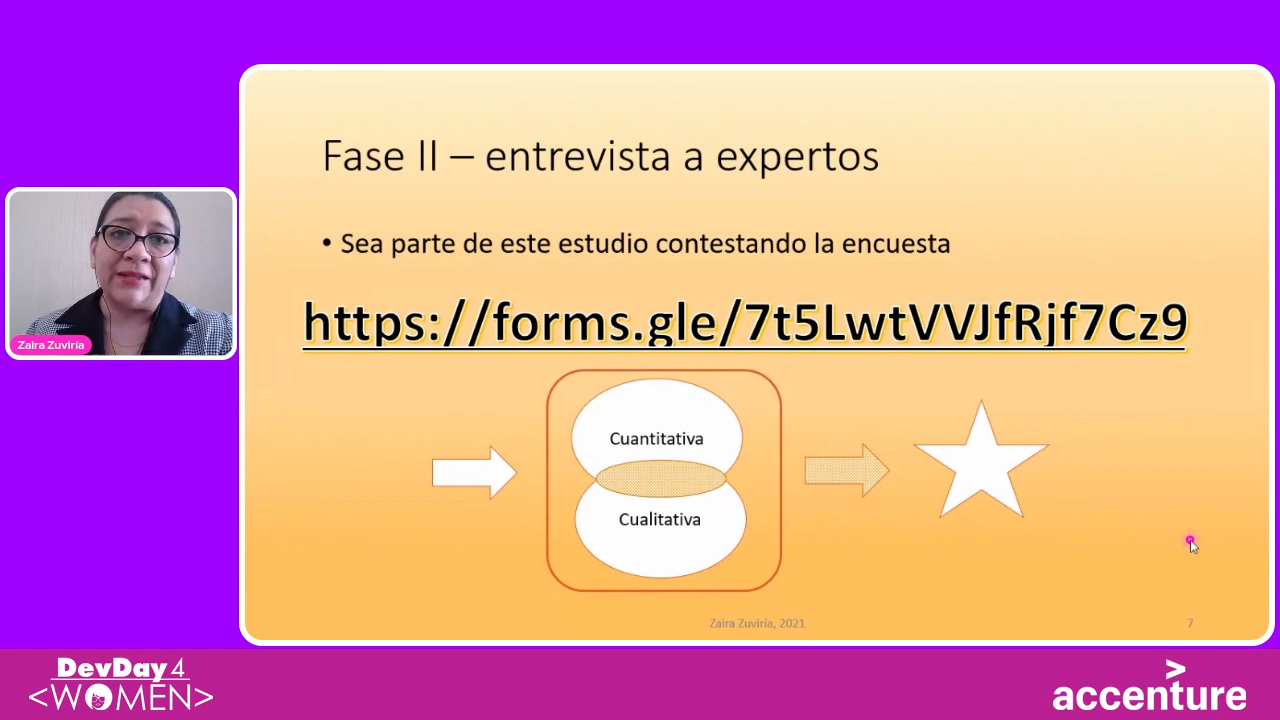 Fase II – entrevista a expertos
• Sea parte de este estudio contestando la encuesta
https://forms.gle/7t5LwtVVJfRjf7Cz9
Cuantitativa
Cualitativa
Zaira Zuviría, 2021
7
Zaira Zuviría
DevDay 4
<WOMEN>
accenture